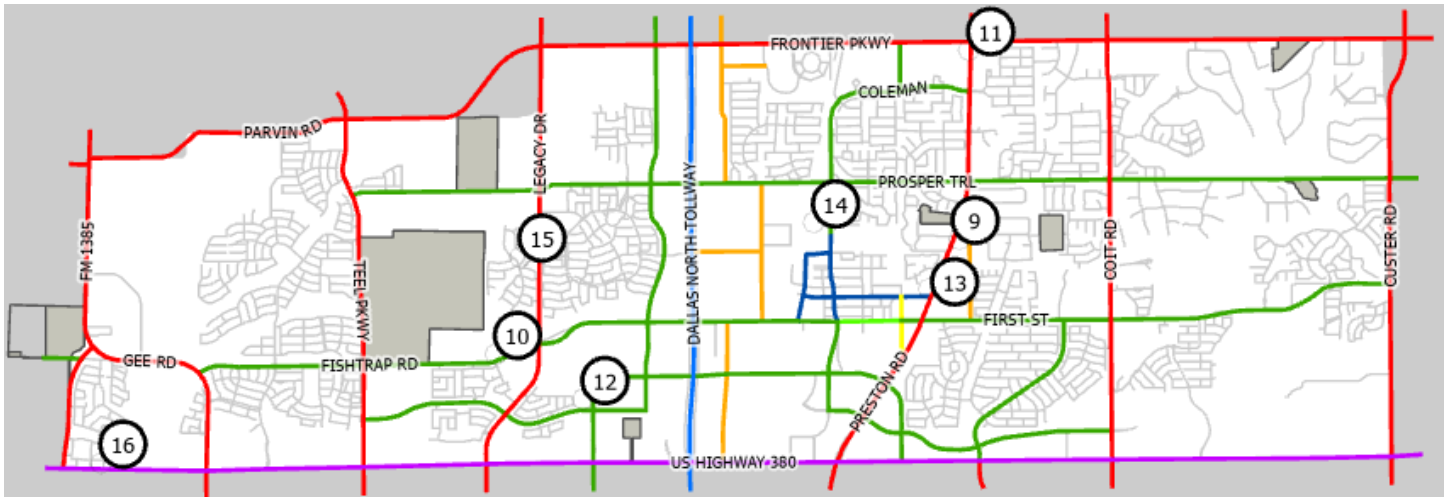 11
FRONTIER PKWY
COLEMAN
PARVIN RD
LEGACY DR
PROSPER TRL
14
9
15
DALLAS NORTH TOLLWAY
FM 1385
TEEL PKWY
COIT RD
CUSTER RD
13
10
FIRST ST
GEE RD
FISHTRAP RD
12
PRESTON RD
16
US HIGHWAY 380